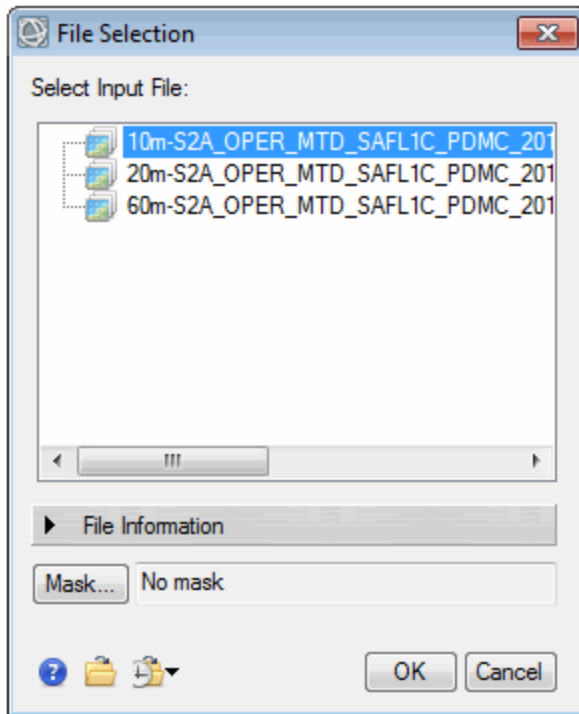 File Selection
Select Input File:
10m-S2A_OPER_MTD_SAFL1C_PDMC_201
20m-S2A_OPER_MTD_SAFL1C_PDMC_201
60m-S2A_OPER_MTD_SAFL1C_PDMC_201
File Information
Mask... No mask
OK Cancel